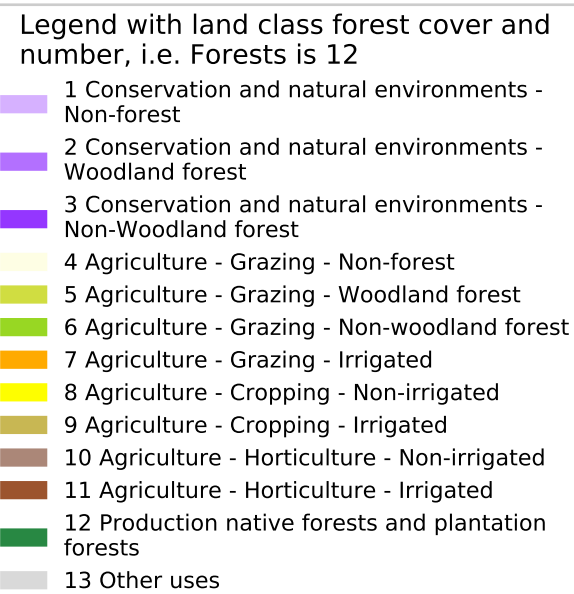 Legend with land class forest cover and
number, i.e. Forests is 12
1 Conservation and natural environments -
Non-forest
2 Conservation and natural environments -
Woodland forest
3 Conservation and natural environments -
Non-Woodland forest
4 Agriculture - Grazing - Non-forest
5 Agriculture - Grazing - Woodland forest
6 Agriculture - Grazing - Non-woodland forest
7 Agriculture - Grazing - Irrigated
8 Agriculture - Cropping - Non-irrigated
9 Agriculture - Cropping - Irrigated
10 Agriculture - Horticulture - Non-irrigated
11 Agriculture - Horticulture - Irrigated
12 Production native forests and plantation
forests
13 Other uses